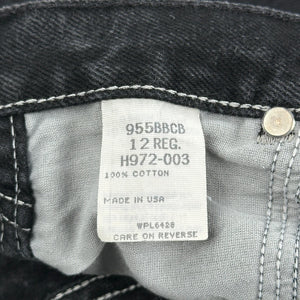 955BBCB
12 REG.
H972-003
100% COTTON
MADE IN USA
WPL6428
CARE ON REVERSE